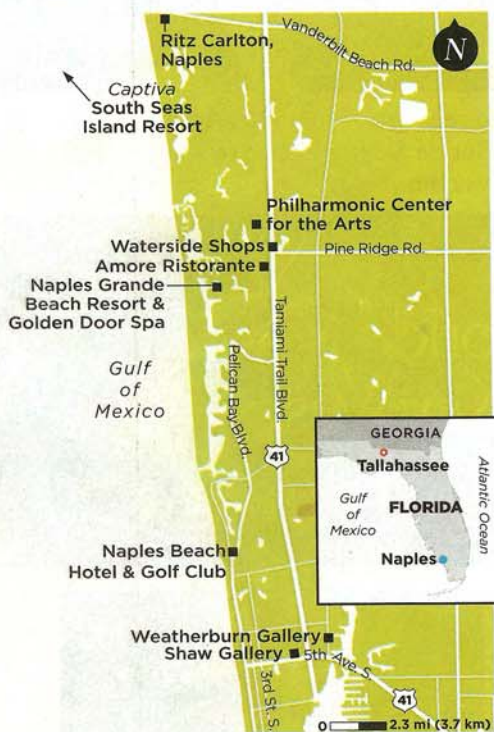 Ritz Carlton,
Naples
Vanderbilt Beach Rd.
N
Captiva
South Seas
Island Resort
Philharmonic Center
for the Arts
Waterside Shops
Pine Ridge Rd.
Amore Ristorante
Naples Grande
Beach Resort &
Golden Door Spa
Gulf
of
Mexico
Pelican Bay Blvd.
Tamiami Trail Blvd.
41
GEORGIA
Tallahassee
Gulf
of
Mexico
FLORIDA
Atlantic Ocean
Naples
Naples Beach
Hotel & Golf Club
Weatherburn Gallery
Shaw Gallery
5th Ave. S.
3rd St. S.
41
0 2.3 mi (3.7 km)